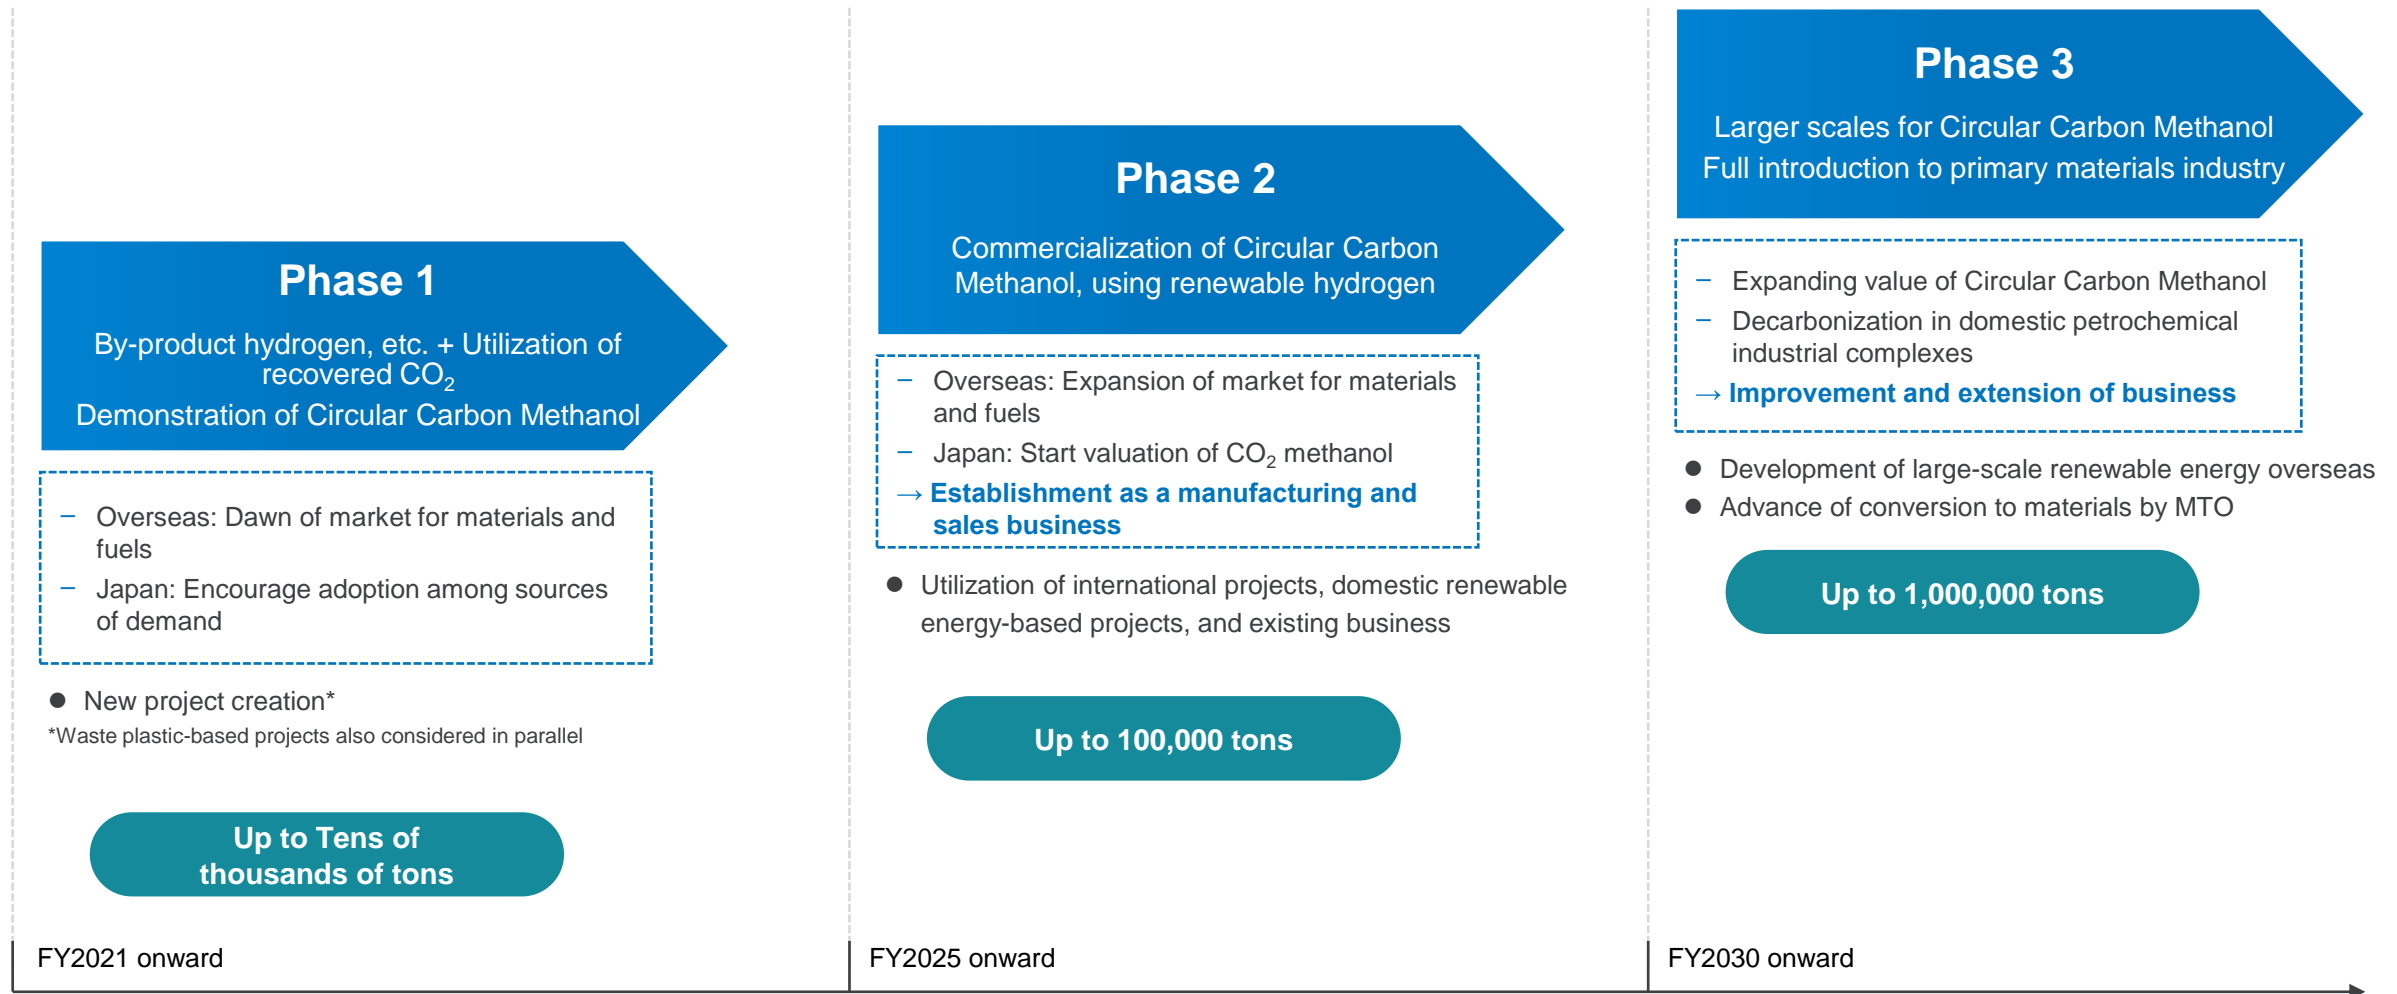 Phase 1
By-product hydrogen, etc. + Utilization of
recovered CO₂
Demonstration of Circular Carbon Methanol
– Overseas: Dawn of market for materials and
fuels
– Japan: Encourage adoption among sources
of demand
● New project creation*
*Waste plastic-based projects also considered in parallel
Up to Tens of
thousands of tons
FY2021 onward
Phase 2
Commercialization of Circular Carbon
Methanol, using renewable hydrogen
– Overseas: Expansion of market for materials
and fuels
– Japan: Start valuation of CO₂ methanol
→ Establishment as a manufacturing and
sales business
● Utilization of international projects, domestic renewable
energy-based projects, and existing business
Up to 100,000 tons
FY2025 onward
Phase 3
Larger scales for Circular Carbon Methanol
Full introduction to primary materials industry
– Expanding value of Circular Carbon Methanol
– Decarbonization in domestic petrochemical
industrial complexes
→ Improvement and extension of business
● Development of large-scale renewable energy overseas
● Advance of conversion to materials by MTO
Up to 1,000,000 tons
FY2030 onward